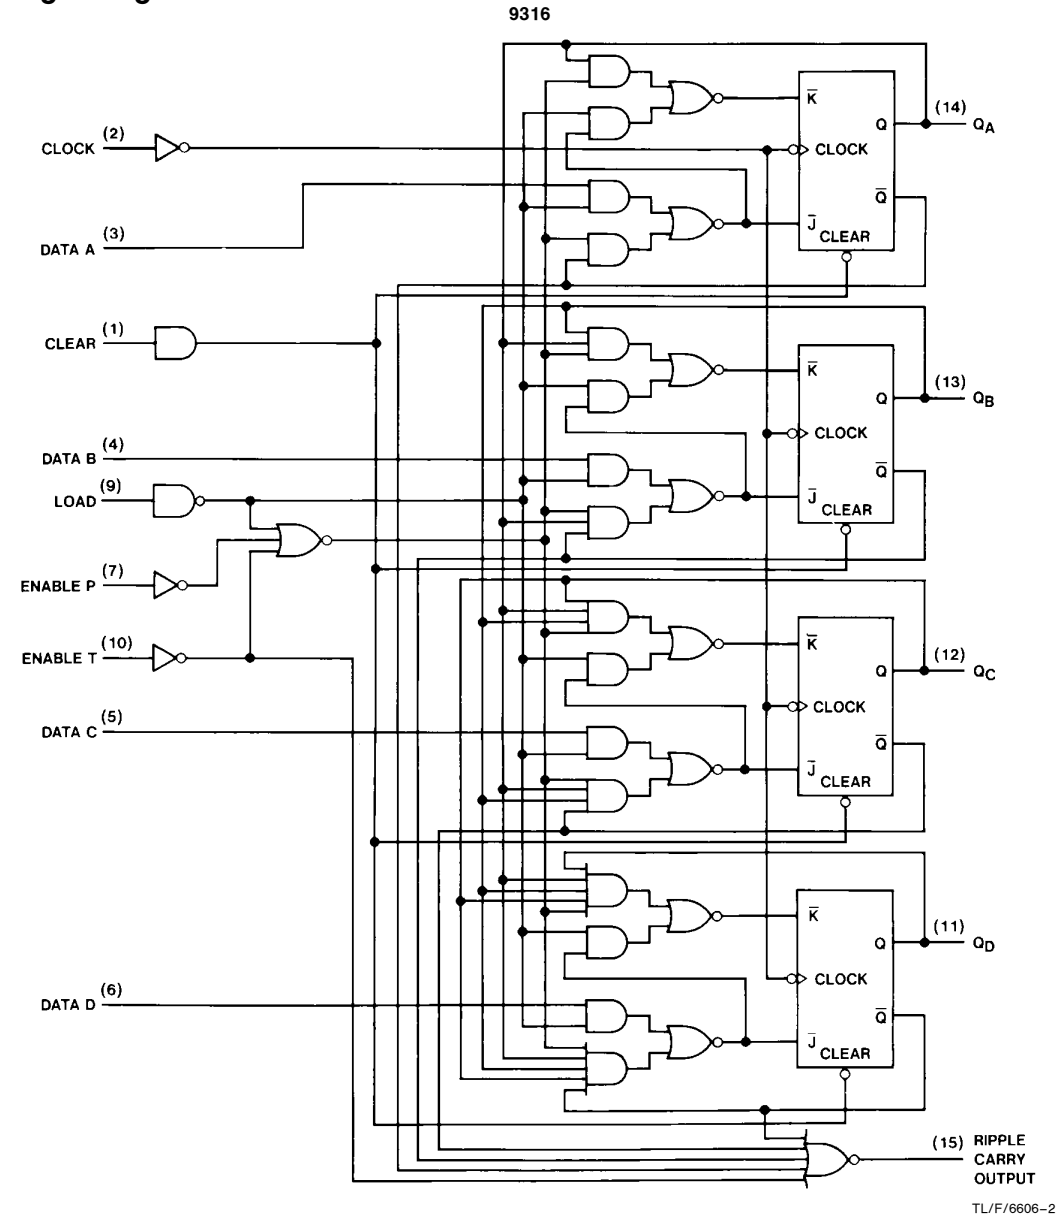 9316
K̅
(14)
Q
Q_A
(2)
CLOCK
CLOCK
Q̅
(3)
J̅
DATA A
CLEAR
(1)
CLEAR
K̅
(13)
Q
Q_B
CLOCK
(4)
DATA B
Q̅
(9)
LOAD
J̅
CLEAR
(7)
ENABLE P
(10)
ENABLE T
K̅
(12)
Q
Q_C
(5)
CLOCK
DATA C
Q̅
J̅
CLEAR
K̅
(11)
Q
Q_D
(6)
CLOCK
DATA D
Q̅
J̅
CLEAR
(15) RIPPLE
CARRY
OUTPUT
TL/F/6606–2